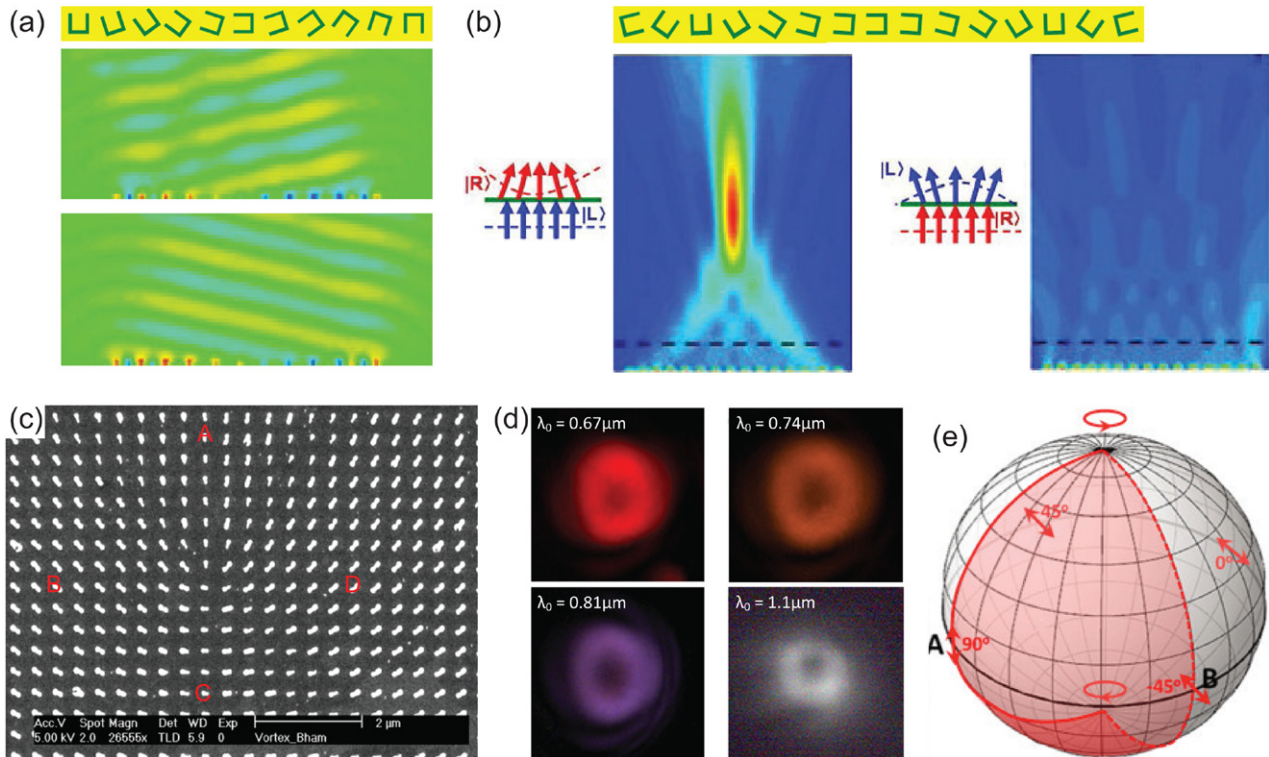 (a)
(b)
|R⟩
|L⟩
|L⟩
|R⟩
(c)
A
B
D
C
Acc.V Spot Magn Det WD Exp
5.00 kV 2.0 26555x TLD 5.9 0 Vortex_Bham
2 µm
(d)
λ₀ = 0.67µm
λ₀ = 0.74µm
λ₀ = 0.81µm
λ₀ = 1.1µm
(e)
-45°
0°
A
90°
-45°
B